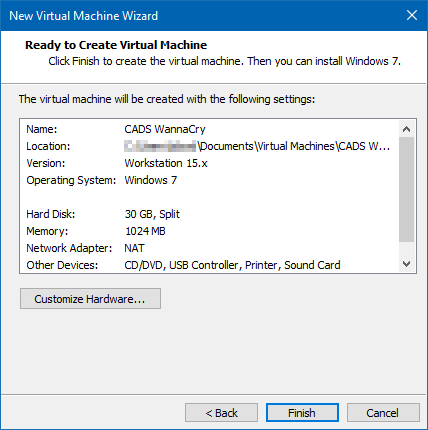 New Virtual Machine Wizard
Ready to Create Virtual Machine
Click Finish to create the virtual machine. Then you can install Windows 7.
The virtual machine will be created with the following settings:
Name: CADS WannaCry
Location: \Documents\Virtual Machines\CADS W...
Version: Workstation 15.x
Operating System: Windows 7
Hard Disk: 30 GB, Split
Memory: 1024 MB
Network Adapter: NAT
Other Devices: CD/DVD, USB Controller, Printer, Sound Card
Customize Hardware...
< Back
Finish
Cancel